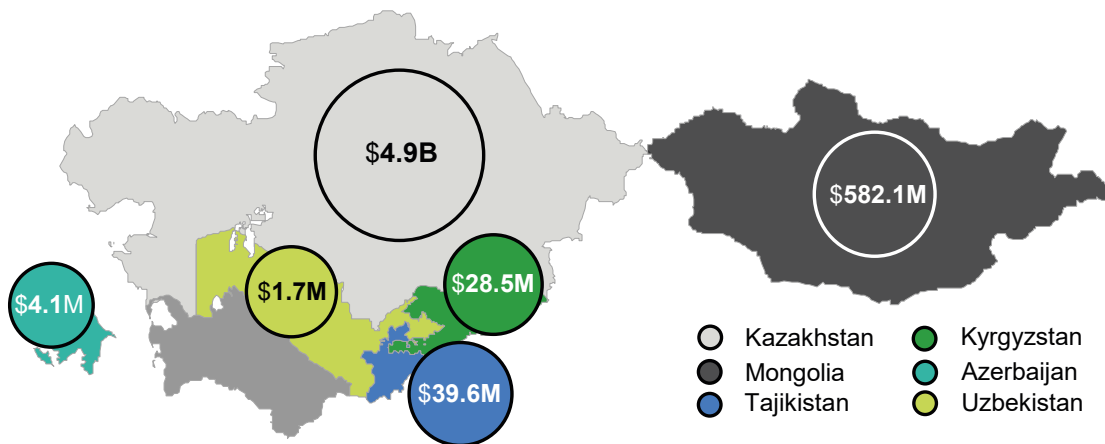 $4.9B
$582.1M
$4.1M
$1.7M
$28.5M
$39.6M
Kazakhstan
Mongolia
Tajikistan
Kyrgyzstan
Azerbaijan
Uzbekistan